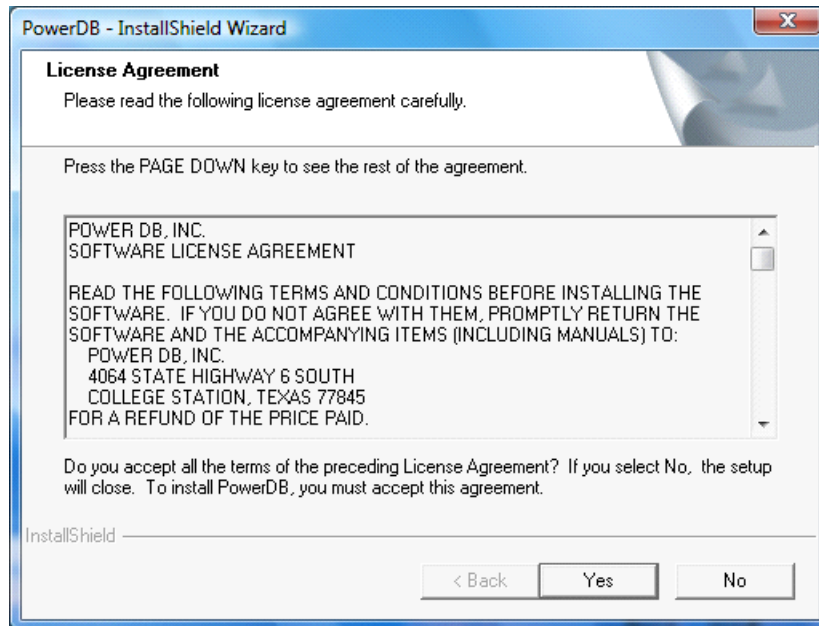 PowerDB - InstallShield Wizard
License Agreement
Please read the following license agreement carefully.
Press the PAGE DOWN key to see the rest of the agreement.
POWER DB, INC.
SOFTWARE LICENSE AGREEMENT
READ THE FOLLOWING TERMS AND CONDITIONS BEFORE INSTALLING THE
SOFTWARE.  IF YOU DO NOT AGREE WITH THEM, PROMPTLY RETURN THE
SOFTWARE AND THE ACCOMPANYING ITEMS (INCLUDING MANUALS) TO:
POWER DB, INC.
4064 STATE HIGHWAY 6 SOUTH
COLLEGE STATION, TEXAS 77845
FOR A REFUND OF THE PRICE PAID.
Do you accept all the terms of the preceding License Agreement?  If you select No,  the setup
will close.  To install PowerDB, you must accept this agreement.
InstallShield
< Back
Yes
No